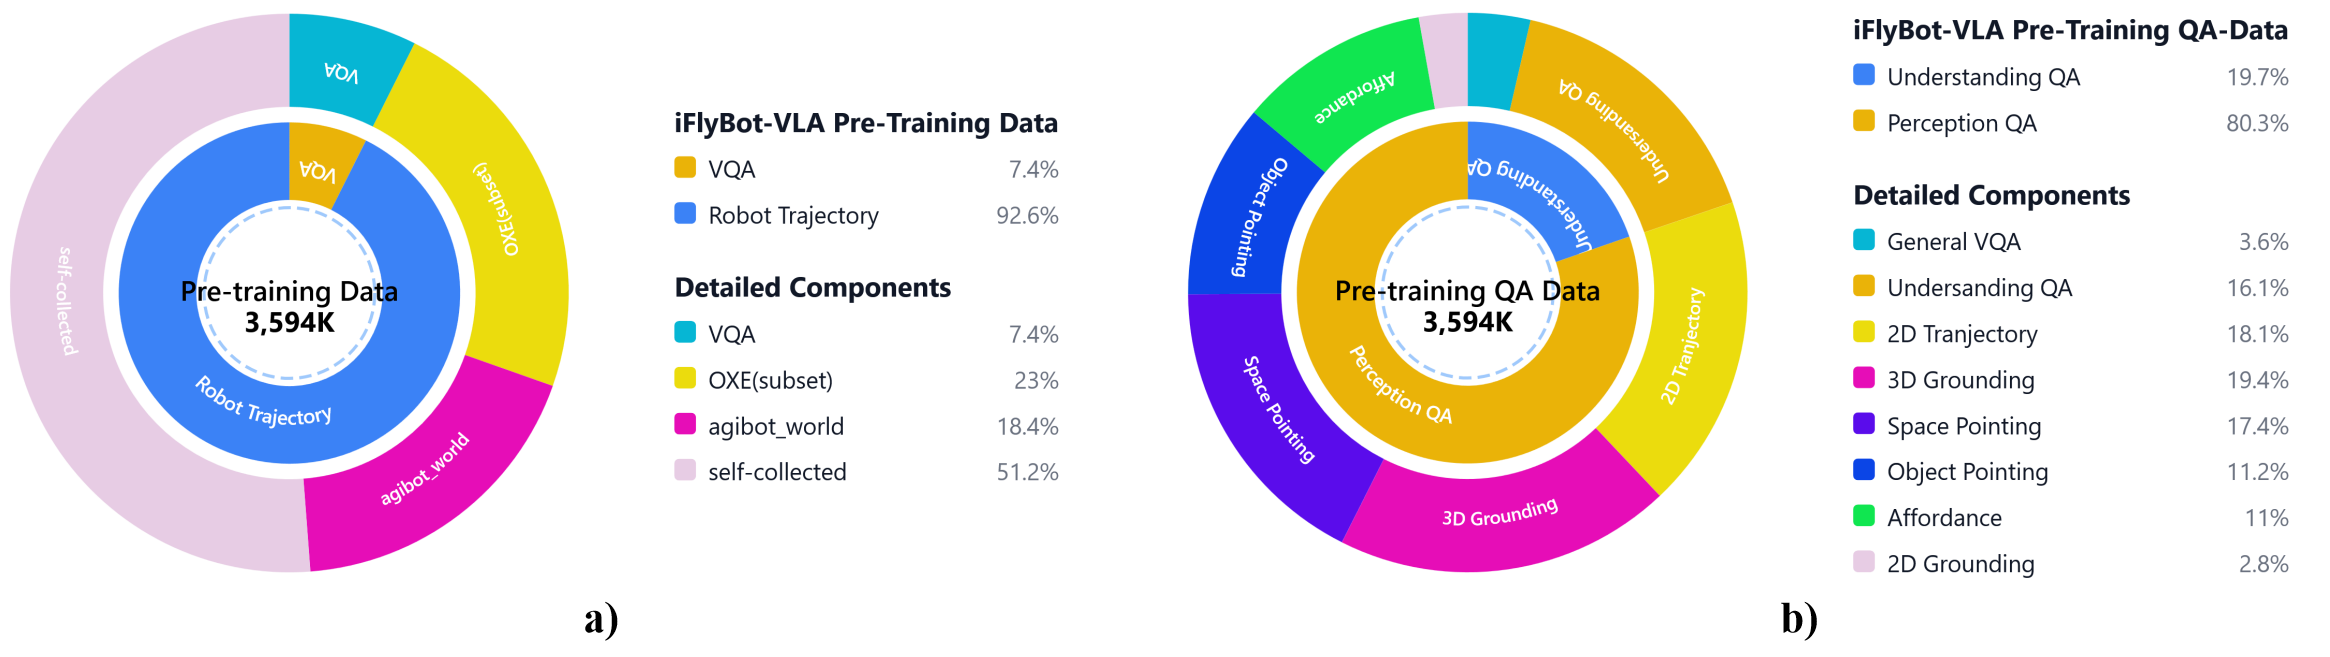 VQA
OXE(subset)
agibot_world
self-collected
VQA
Robot Trajectory
Pre-training Data
3,594K
iFlyBot-VLA Pre-Training Data
VQA 7.4%
Robot Trajectory 92.6%
Detailed Components
VQA 7.4%
OXE(subset) 23%
agibot_world 18.4%
self-collected 51.2%
a)
Undersanding QA
2D Tranjectory
3D Grounding
Space Pointing
Object Pointing
Affordance
Understanding QA
Perception QA
Pre-training QA Data
3,594K
iFlyBot-VLA Pre-Training QA-Data
Understanding QA 19.7%
Perception QA 80.3%
Detailed Components
General VQA 3.6%
Undersanding QA 16.1%
2D Tranjectory 18.1%
3D Grounding 19.4%
Space Pointing 17.4%
Object Pointing 11.2%
Affordance 11%
2D Grounding 2.8%
b)